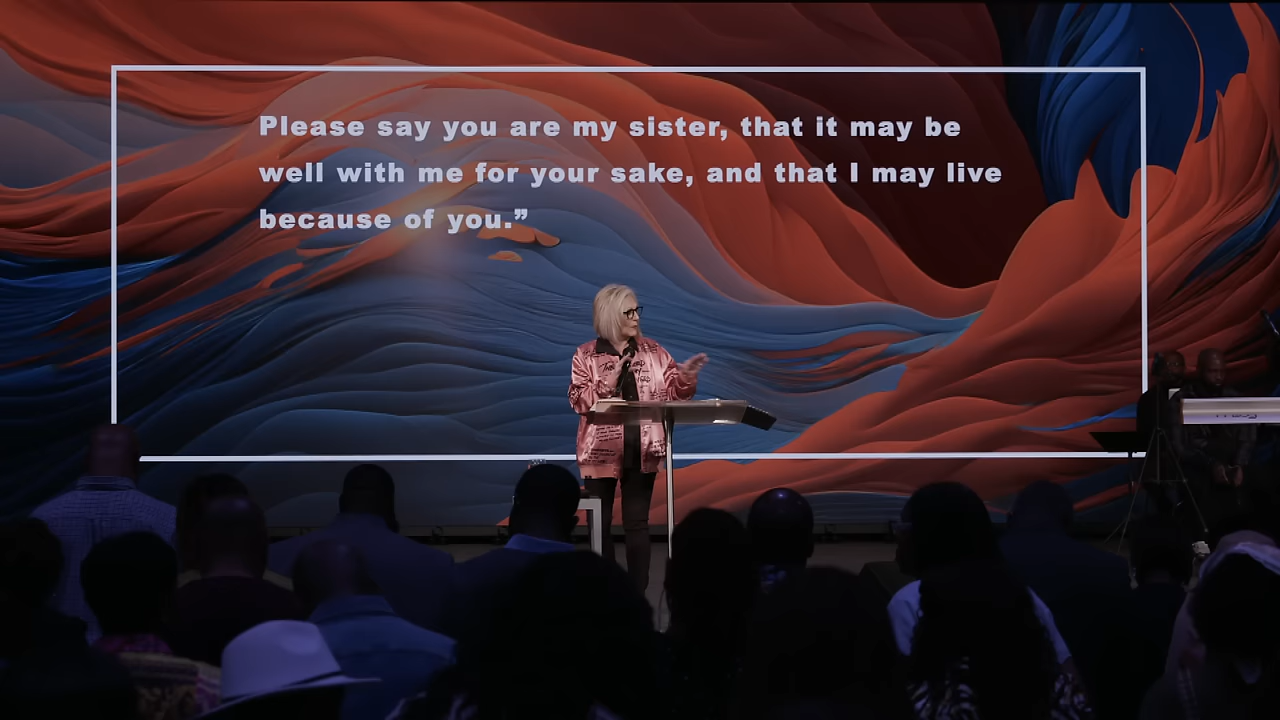 Please say you are my sister, that it may be
well with me for your sake, and that I may live
because of you.”